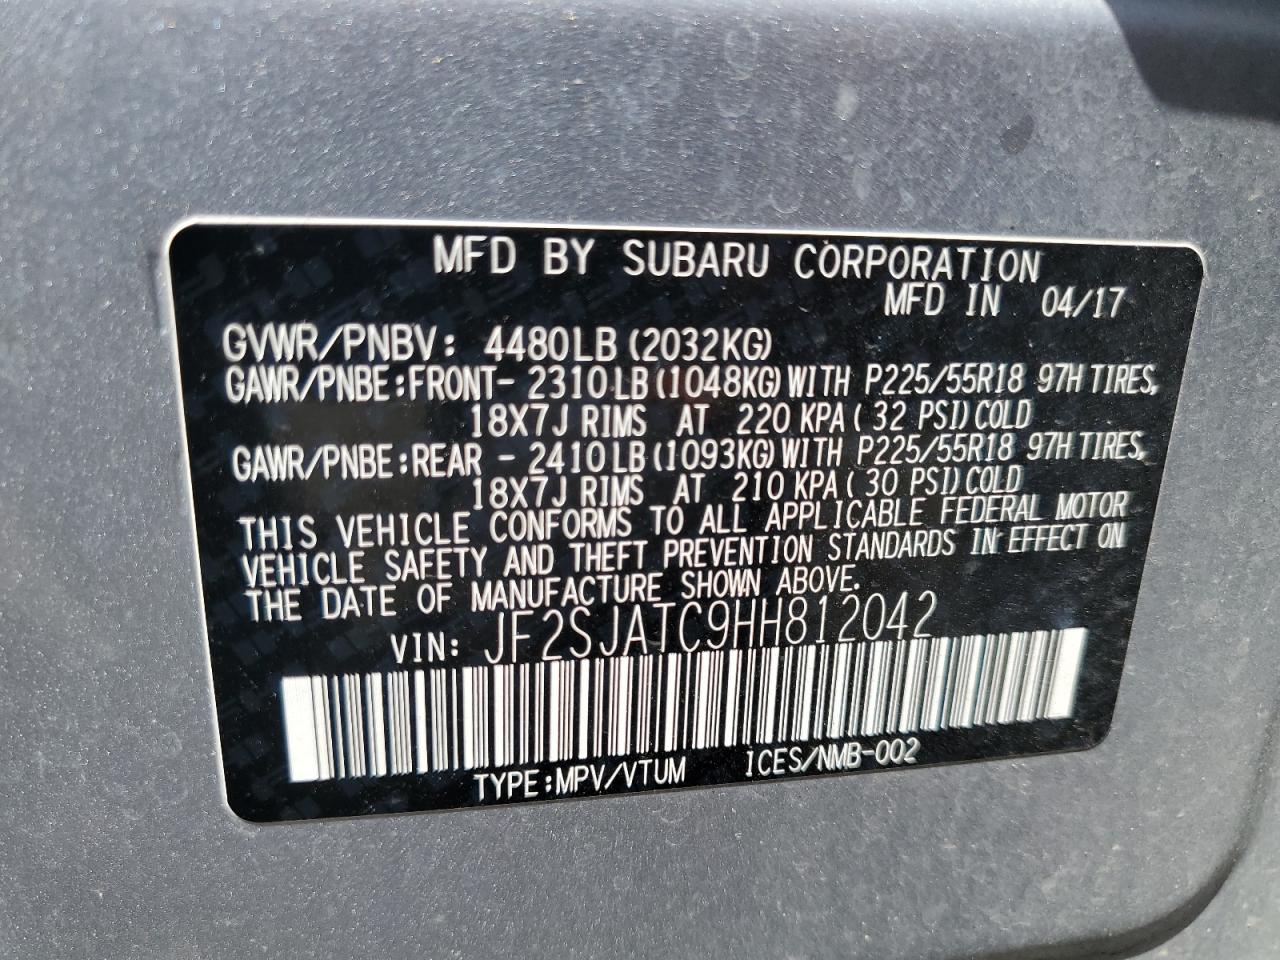 MFD BY SUBARU CORPORATION
MFD IN 04/17
GVWR/PNBV: 4480LB (2032KG)
GAWR/PNBE:FRONT- 2310LB(1048KG)WITH P225/55R18 97H TIRES,
18X7J RIMS AT 220 KPA( 32 PSI)COLD
GAWR/PNBE:REAR - 2410LB(1093KG)WITH P225/55R18 97H TIRES,
18X7J RIMS AT 210 KPA( 30 PSI)COLD
THIS VEHICLE CONFORMS TO ALL APPLICABLE FEDERAL MOTOR
VEHICLE SAFETY AND THEFT PREVENTION STANDARDS IN EFFECT ON
THE DATE OF MANUFACTURE SHOWN ABOVE.
VIN: JF2SJATC9HH812042
TYPE:MPV/VTUM ICES/NMB-002